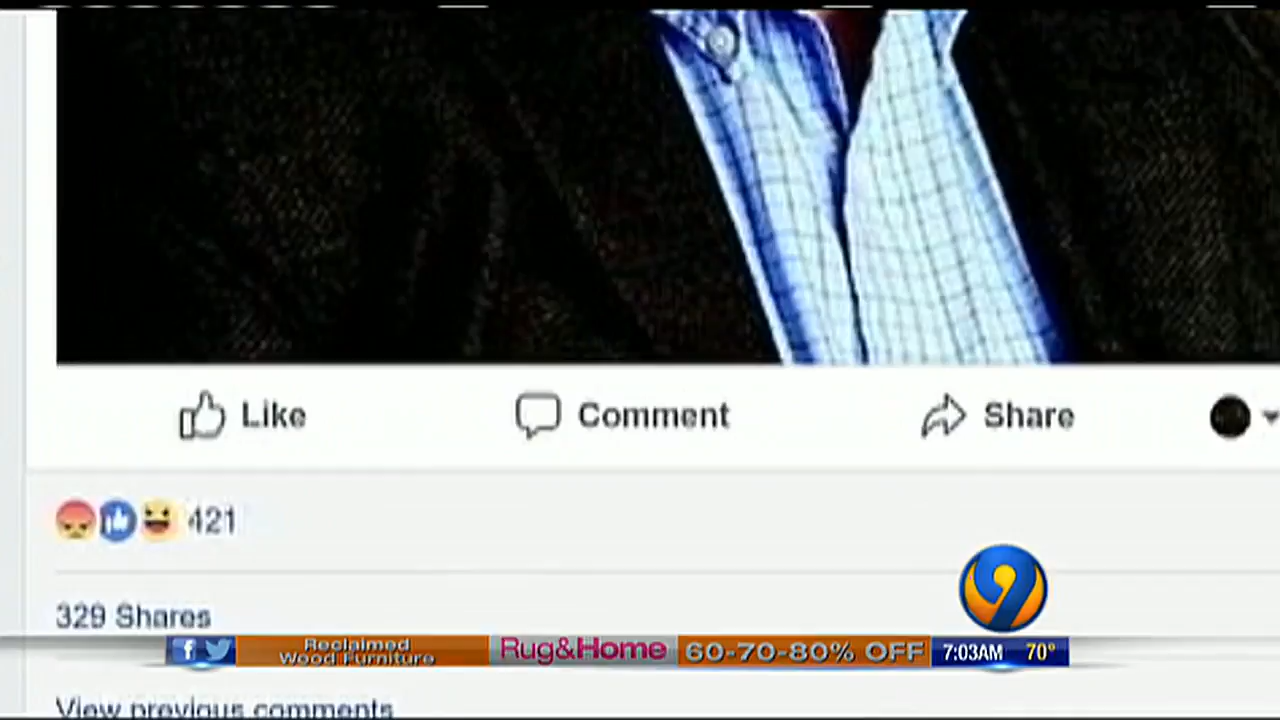 Like Comment Share
421
329 Shares
9
Reclaimed
Wood Furniture
Rug&Home 60-70-80% OFF 7:03AM 70°
View previous comments